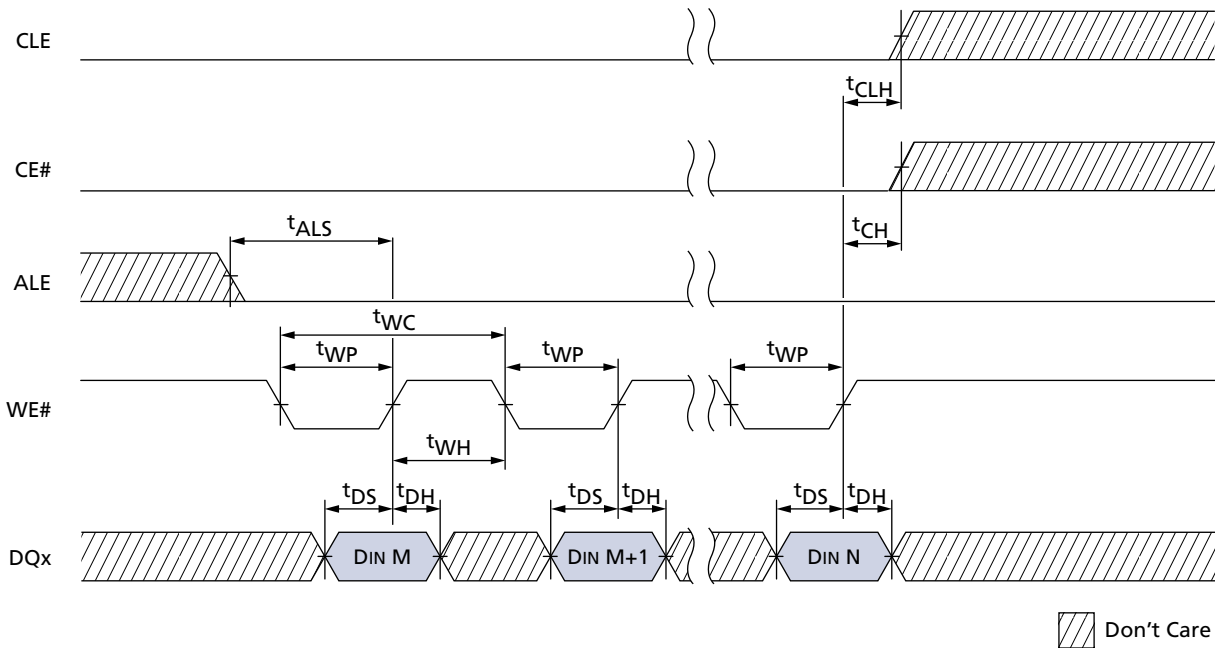 CLE
tCLH
CE#
tCH
tALS
ALE
tWC
tWP
tWP
tWP
WE#
tWH
tDS
tDH
tDS
tDH
tDS
tDH
DQx
DIN M
DIN M+1
DIN N
Don't Care